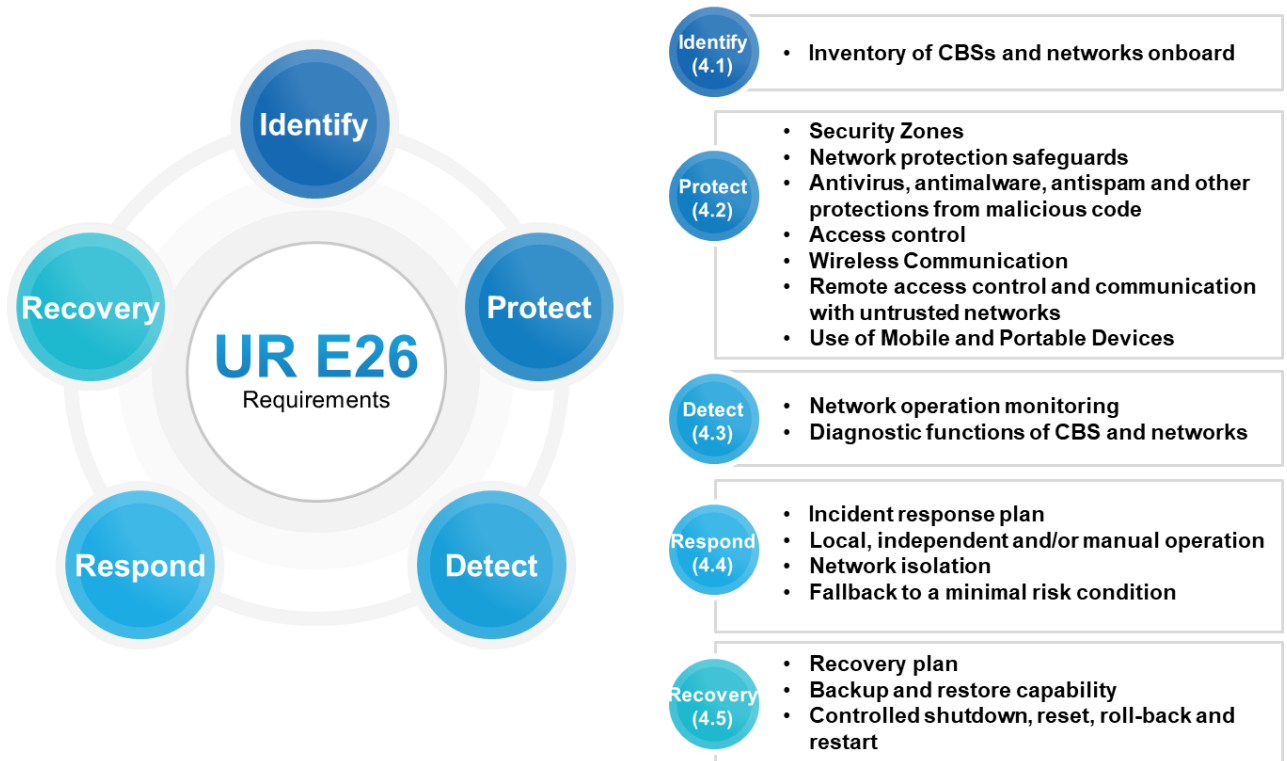 Identify
Protect
Detect
Respond
Recovery
UR E26
Requirements
Identify
(4.1)
• Inventory of CBSs and networks onboard
Protect
(4.2)
• Security Zones
• Network protection safeguards
• Antivirus, antimalware, antispam and other
protections from malicious code
• Access control
• Wireless Communication
• Remote access control and communication
with untrusted networks
• Use of Mobile and Portable Devices
Detect
(4.3)
• Network operation monitoring
• Diagnostic functions of CBS and networks
Respond
(4.4)
• Incident response plan
• Local, independent and/or manual operation
• Network isolation
• Fallback to a minimal risk condition
Recovery
(4.5)
• Recovery plan
• Backup and restore capability
• Controlled shutdown, reset, roll-back and
restart